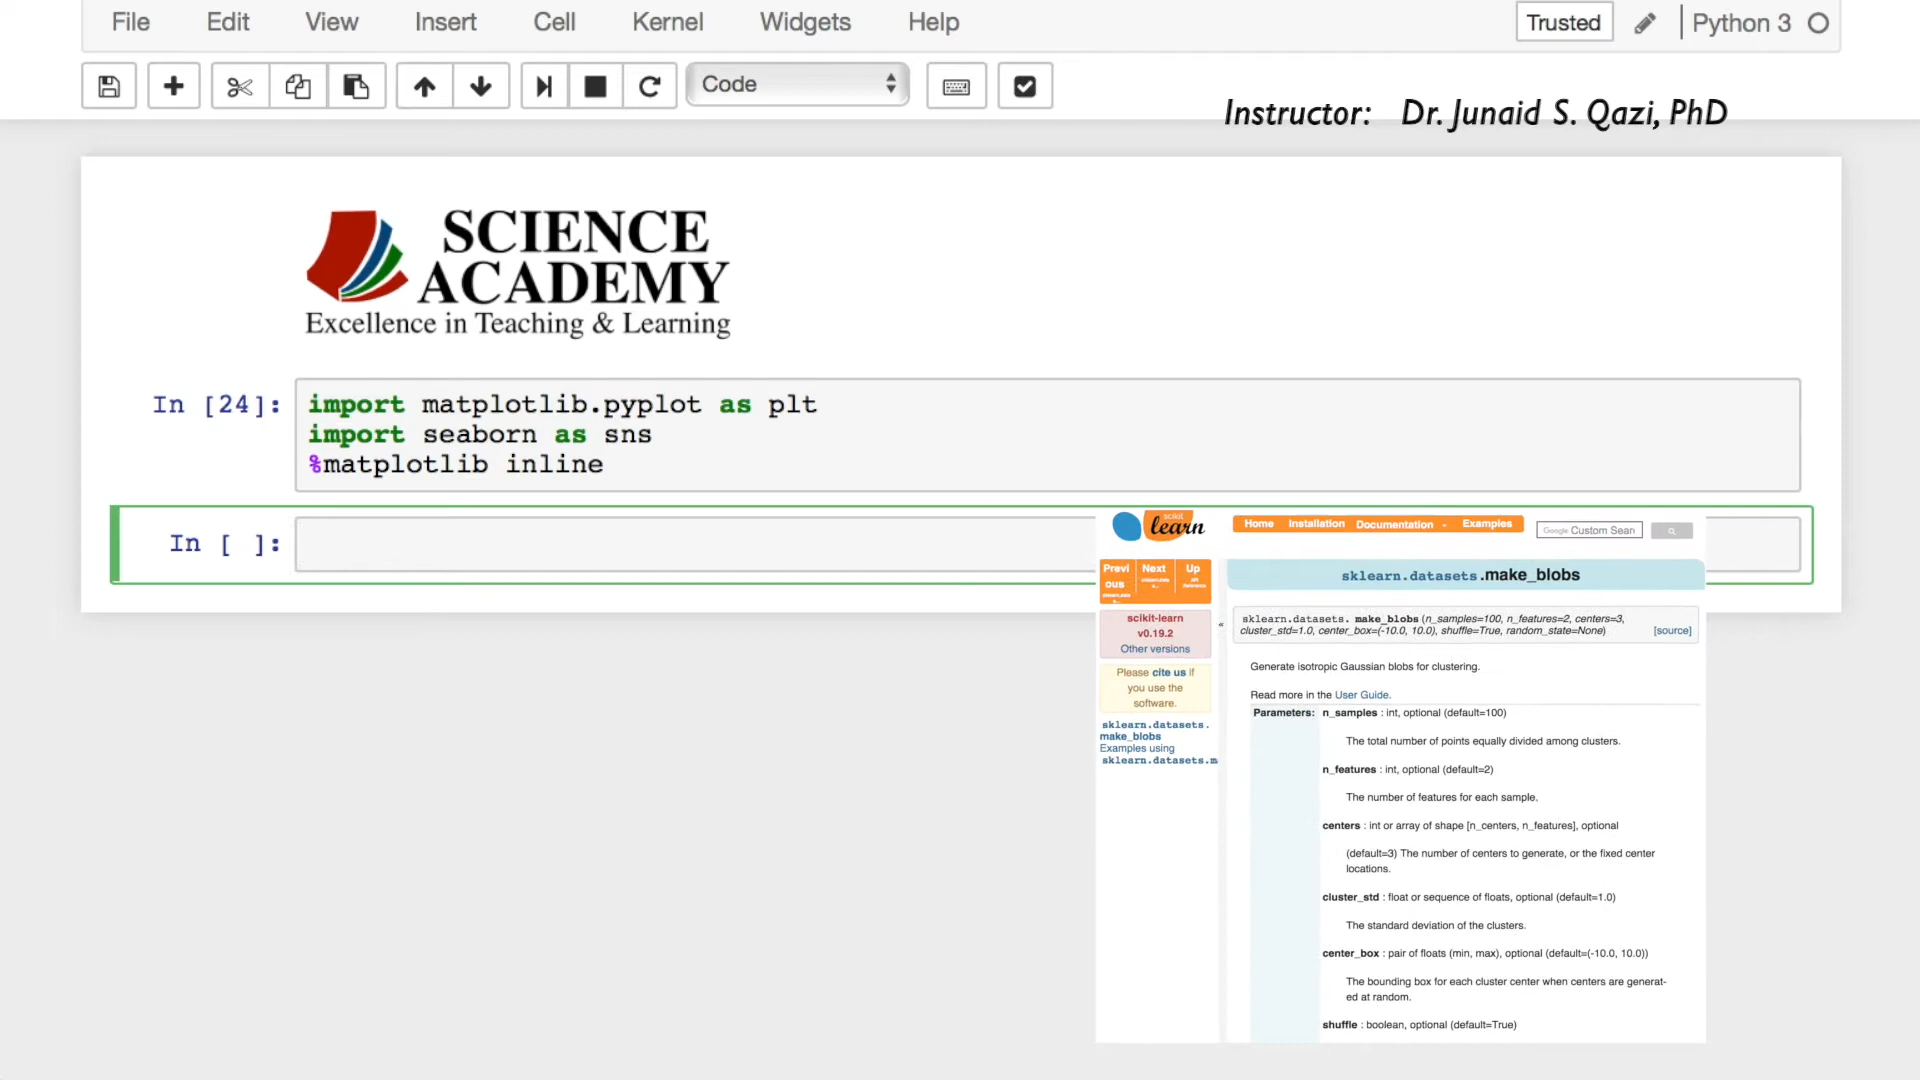 File Edit View Insert Cell Kernel Widgets Help Trusted Python 3
Code
Instructor: Dr. Junaid S. Qazi, PhD
SCIENCE
ACADEMY
Excellence in Teaching & Learning
In [24]: import matplotlib.pyplot as plt
import seaborn as sns
%matplotlib inline
In [ ]:
scikit
learn
Home Installation Documentation - Examples
Google Custom Sear
Previ
ous
Next
Up
API
Reference
scikit-learn
v0.19.2
Other versions
Please cite us if
you use the
software.
sklearn.datasets.
make_blobs
Examples using
sklearn.datasets.m
sklearn.datasets.make_blobs
«
sklearn.datasets. make_blobs (n_samples=100, n_features=2, centers=3,
cluster_std=1.0, center_box=(-10.0, 10.0), shuffle=True, random_state=None) [source]
Generate isotropic Gaussian blobs for clustering.
Read more in the User Guide.
Parameters: n_samples : int, optional (default=100)
The total number of points equally divided among clusters.
n_features : int, optional (default=2)
The number of features for each sample.
centers : int or array of shape [n_centers, n_features], optional
(default=3) The number of centers to generate, or the fixed center
locations.
cluster_std : float or sequence of floats, optional (default=1.0)
The standard deviation of the clusters.
center_box : pair of floats (min, max), optional (default=(-10.0, 10.0))
The bounding box for each cluster center when centers are generat-
ed at random.
shuffle : boolean, optional (default=True)